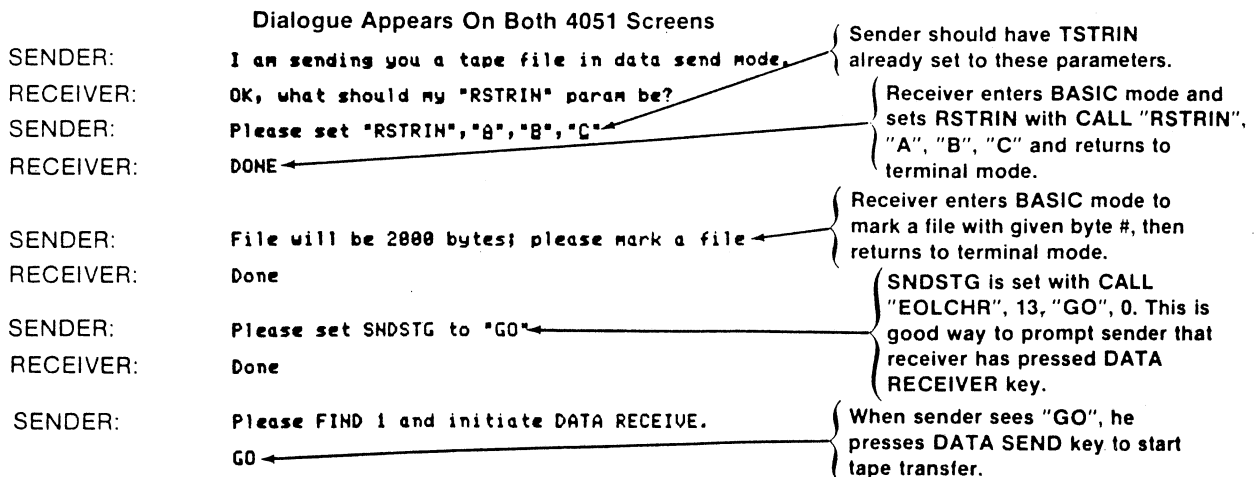 Dialogue Appears On Both 4051 Screens
SENDER: I am sending you a tape file in data send mode.
Sender should have TSTRIN
already set to these parameters.
RECEIVER: OK, what should my "RSTRIN" param be?
SENDER: Please set "RSTRIN","A","B","C"
RECEIVER: DONE
Receiver enters BASIC mode and
sets RSTRIN with CALL "RSTRIN",
"A", "B", "C" and returns to
terminal mode.
SENDER: File will be 2000 bytes; please mark a file
Receiver enters BASIC mode to
mark a file with given byte #, then
returns to terminal mode.
RECEIVER: Done
SENDER: Please set SNDSTG to "GO"
RECEIVER: Done
SNDSTG is set with CALL
"EOLCHR", 13, "GO", 0. This is
good way to prompt sender that
receiver has pressed DATA
RECEIVER key.
SENDER: Please FIND 1 and initiate DATA RECEIVE.
GO
When sender sees "GO", he
presses DATA SEND key to start
tape transfer.